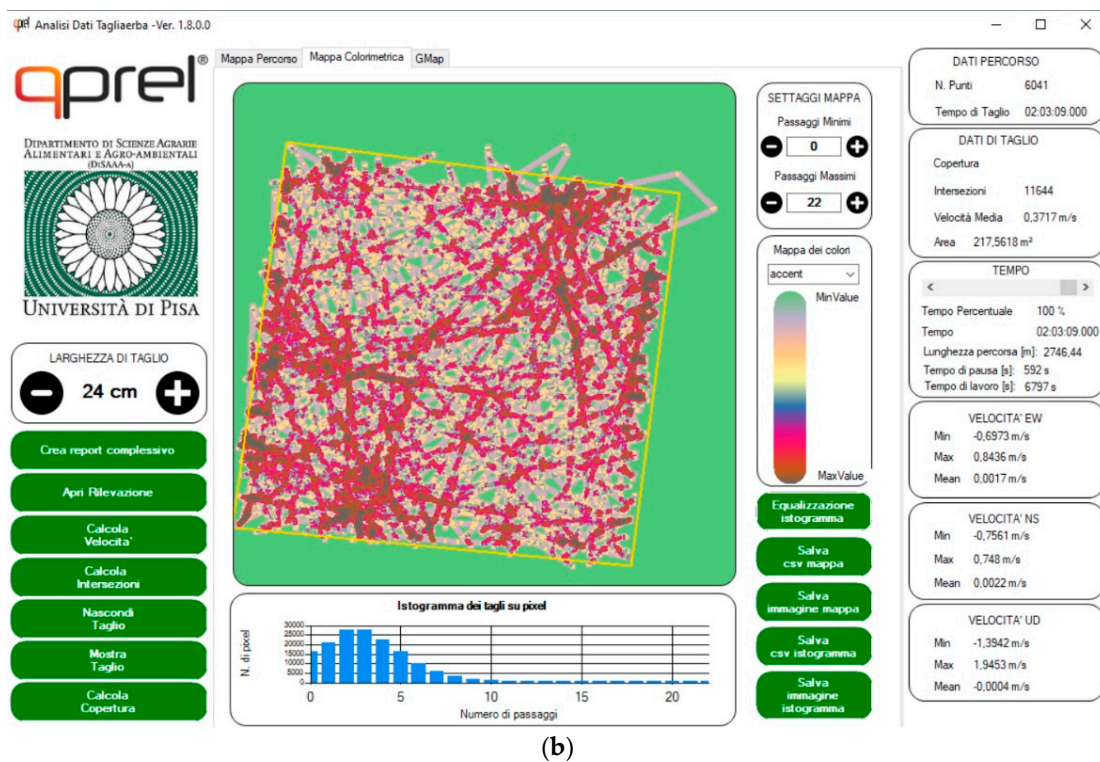 qprel Analisi Dati Tagliaerba -Ver. 1.8.0.0
qprel®
DIPARTIMENTO DI SCIENZE AGRARIE
ALIMENTARI E AGRO-AMBIENTALI
(DiSAAA-a)
UNIVERSITÀ DI PISA
LARGHEZZA DI TAGLIO
24 cm
Crea report complessivo
Apri Rilevazione
Calcola
Velocita'
Calcola
Intersezioni
Nascondi
Taglio
Mostra
Taglio
Calcola
Copertura
Mappa Percorso Mappa Colorimetrica GMap
Istogramma dei tagli su pixel
N. di pixel
30000
25000
20000
15000
10000
5000
0
0 5 10 15 20
Numero di passaggi
SETTAGGI MAPPA
Passaggi Minimi
0
Passaggi Massimi
22
Mappa dei colori
accent
MinValue
MaxValue
Equalizzazione
istogramma
Salva
csv mappa
Salva
immagine mappa
Salva
csv istogramma
Salva
immagine
istogramma
DATI PERCORSO
N. Punti 6041
Tempo di Taglio 02:03:09.000
DATI DI TAGLIO
Copertura
Intersezioni 11644
Velocità Media 0,3717 m/s
Area 217,5618 m²
TEMPO
Tempo Percentuale 100 %
Tempo 02:03:09.000
Lunghezza percorsa [m]: 2746,44
Tempo di pausa [s]: 592 s
Tempo di lavoro [s]: 6797 s
VELOCITA' EW
Min -0,6973 m/s
Max 0,8436 m/s
Mean 0,0017 m/s
VELOCITA' NS
Min -0,7561 m/s
Max 0,748 m/s
Mean 0,0022 m/s
VELOCITA' UD
Min -1,3942 m/s
Max 1,9453 m/s
Mean -0,0004 m/s
(b)